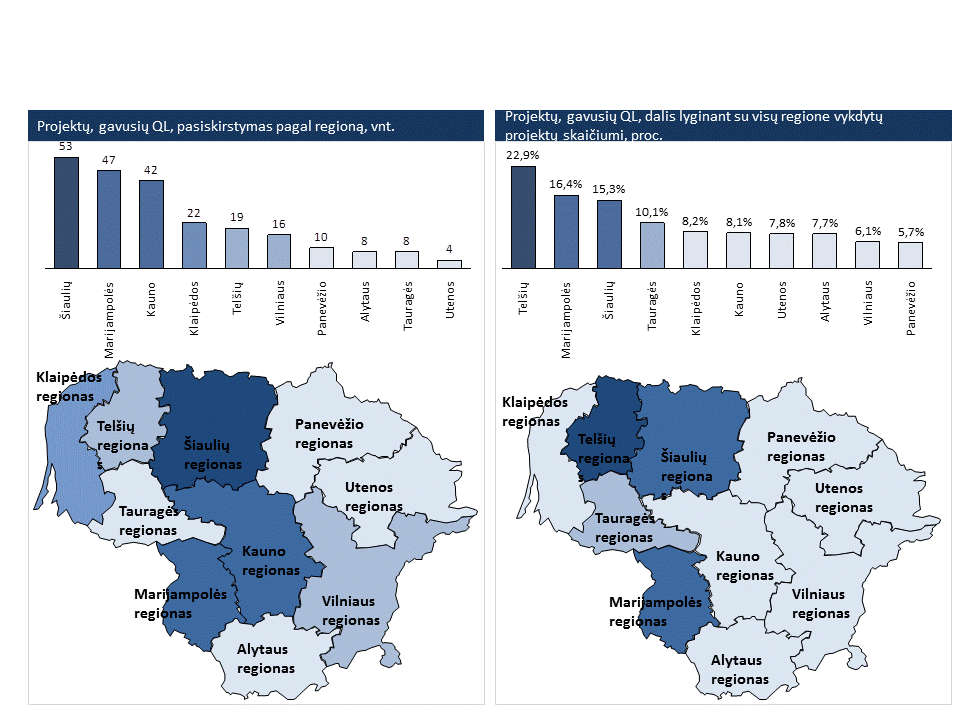 Projektų, gavusių QL, pasiskirstymas pagal regioną, vnt.
53
47
42
22
19
16
10
8
8
4
Šiaulių
Marijampolės
Kauno
Klaipėdos
Telšių
Vilniaus
Panevėžio
Alytaus
Tauragės
Utenos
Klaipėdos
regionas
Telšių
regiona
s
Šiaulių
regionas
Panevėžio
regionas
Utenos
regionas
Tauragės
regionas
Kauno
regionas
Marijampolės
regionas
Vilniaus
regionas
Alytaus
regionas
Projektų, gavusių QL, dalis lyginant su visų regione vykdytų
projektų skaičiumi, proc.
22,9%
16,4%
15,3%
10,1%
8,2%
8,1%
7,8%
7,7%
6,1%
5,7%
Telšių
Marijampolės
Šiaulių
Tauragės
Klaipėdos
Kauno
Utenos
Alytaus
Vilniaus
Panevėžio
Klaipėdos
regionas
Telšių
regiona
s
Šiaulių
regiona
s
Panevėžio
regionas
Utenos
regionas
Tauragės
regionas
Kauno
regionas
Marijampolės
regionas
Vilniaus
regionas
Alytaus
regionas